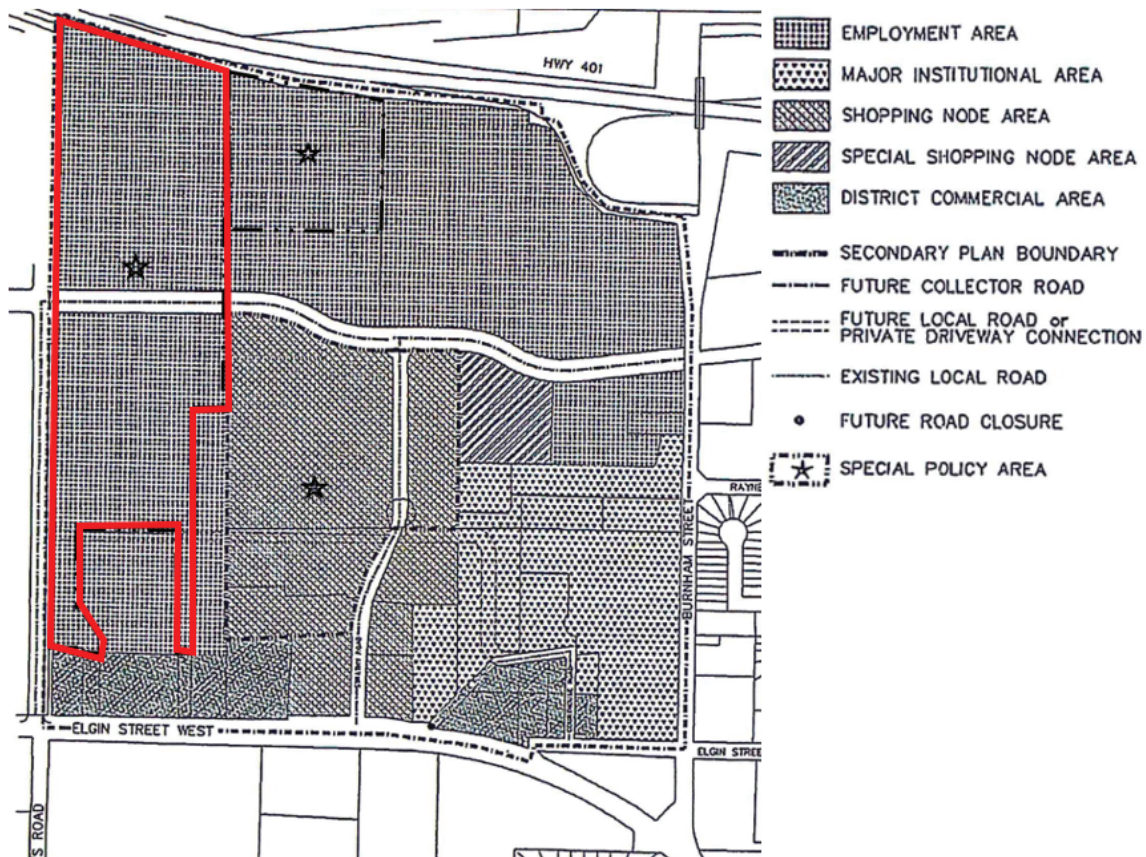 HWY 401
EMPLOYMENT AREA
MAJOR INSTITUTIONAL AREA
SHOPPING NODE AREA
SPECIAL SHOPPING NODE AREA
DISTRICT COMMERCIAL AREA
SECONDARY PLAN BOUNDARY
FUTURE COLLECTOR ROAD
FUTURE LOCAL ROAD or
PRIVATE DRIVEWAY CONNECTION
EXISTING LOCAL ROAD
FUTURE ROAD CLOSURE
SPECIAL POLICY AREA
RAYNE
BURNHAM STREET
ELGIN STREET WEST
ELGIN STREE
S ROAD